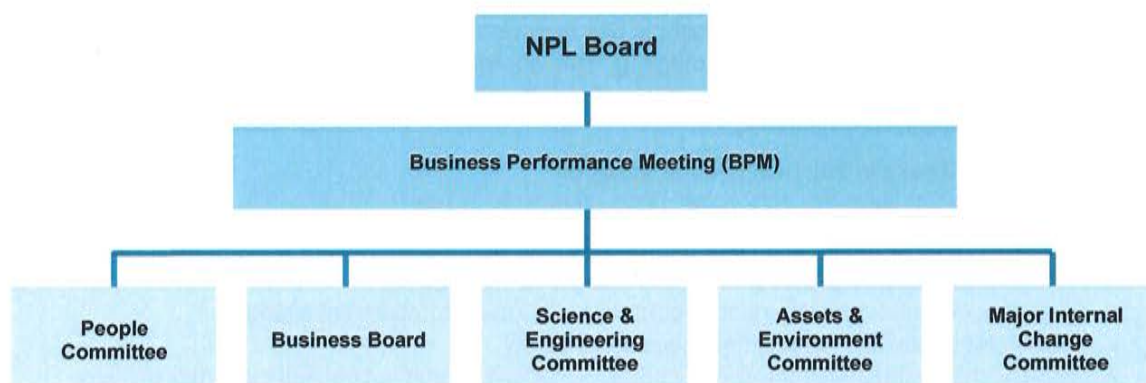 NPL Board
Business Performance Meeting (BPM)
People
Committee
Business Board
Science &
Engineering
Committee
Assets &
Environment
Committee
Major Internal
Change
Committee